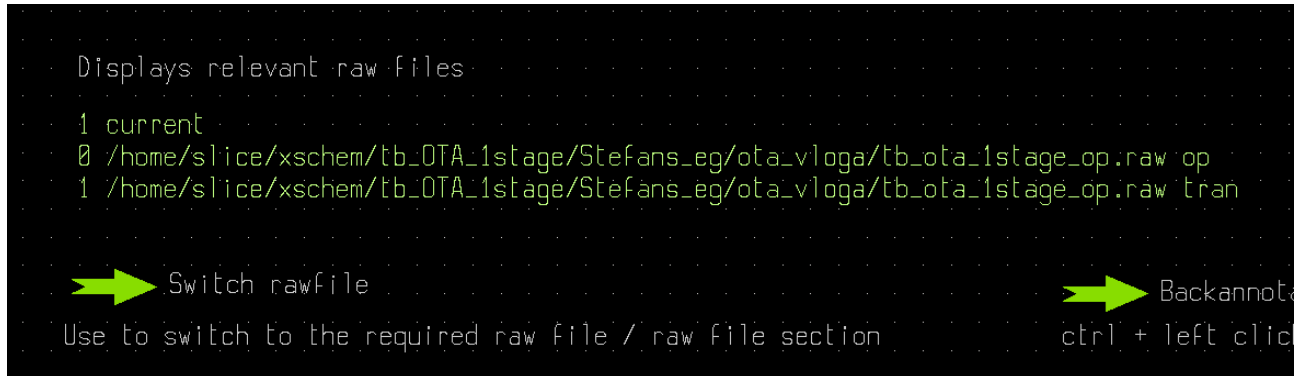 Displays relevant raw files
1 current
0 /home/slice/xschem/tb_OTA_1stage/Stefans_eg/ota_vloga/tb_ota_1stage_op.raw op
1 /home/slice/xschem/tb_OTA_1stage/Stefans_eg/ota_vloga/tb_ota_1stage_op.raw tran
Switch rawfile
Backannota
Use to switch to the required raw file / raw file section
ctrl + left clic